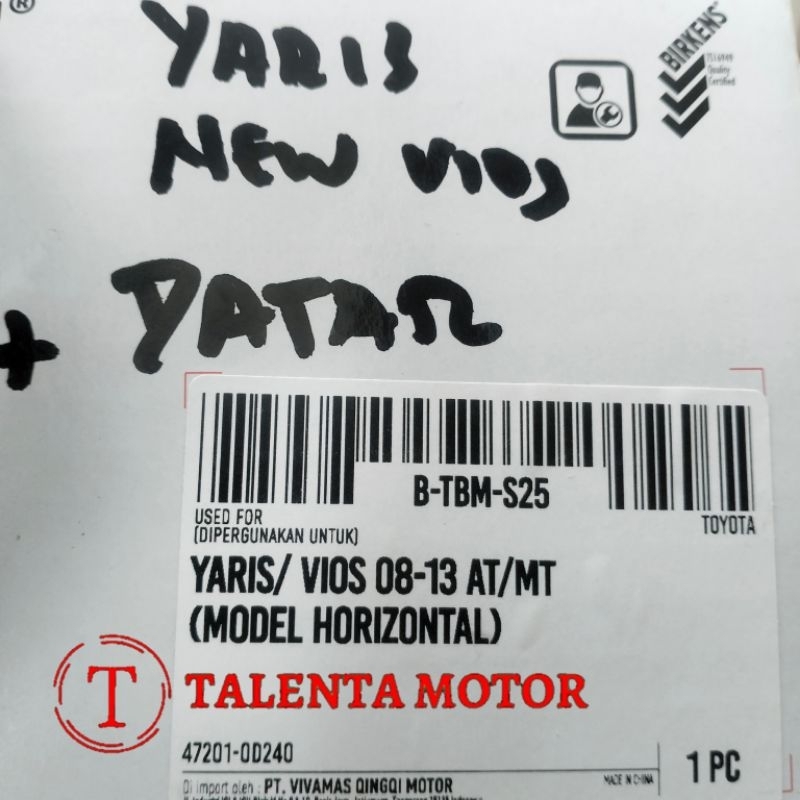 ®
YARIS
BIRKENS
NEW VIOS
+ DATAR
B-TBM-S25
USED FOR
(DIPERGUNAKAN UNTUK)
TOYOTA
YARIS/ VIOS 08-13 AT/MT
(MODEL HORIZONTAL)
T TALENTA MOTOR
47201-0D240
MADE IN CHINA
1 PC
Di import oleh : PT. VIVAMAS QINGQI MOTOR